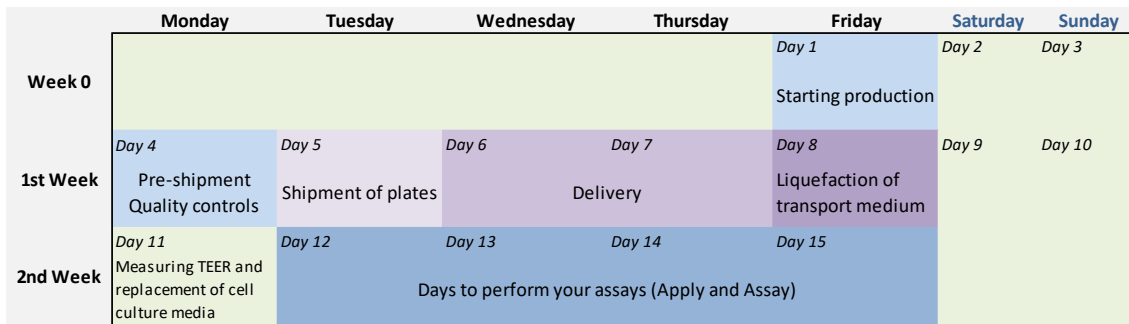 Monday Tuesday Wednesday Thursday Friday Saturday Sunday
Week 0
Day 1 Day 2 Day 3
Starting production
1st Week
Day 4 Day 5 Day 6 Day 7 Day 8 Day 9 Day 10
Pre-shipment
Quality controls
Shipment of plates
Delivery
Liquefaction of
transport medium
2nd Week
Day 11 Day 12 Day 13 Day 14 Day 15
Measuring TEER and
replacement of cell
culture media
Days to perform your assays (Apply and Assay)